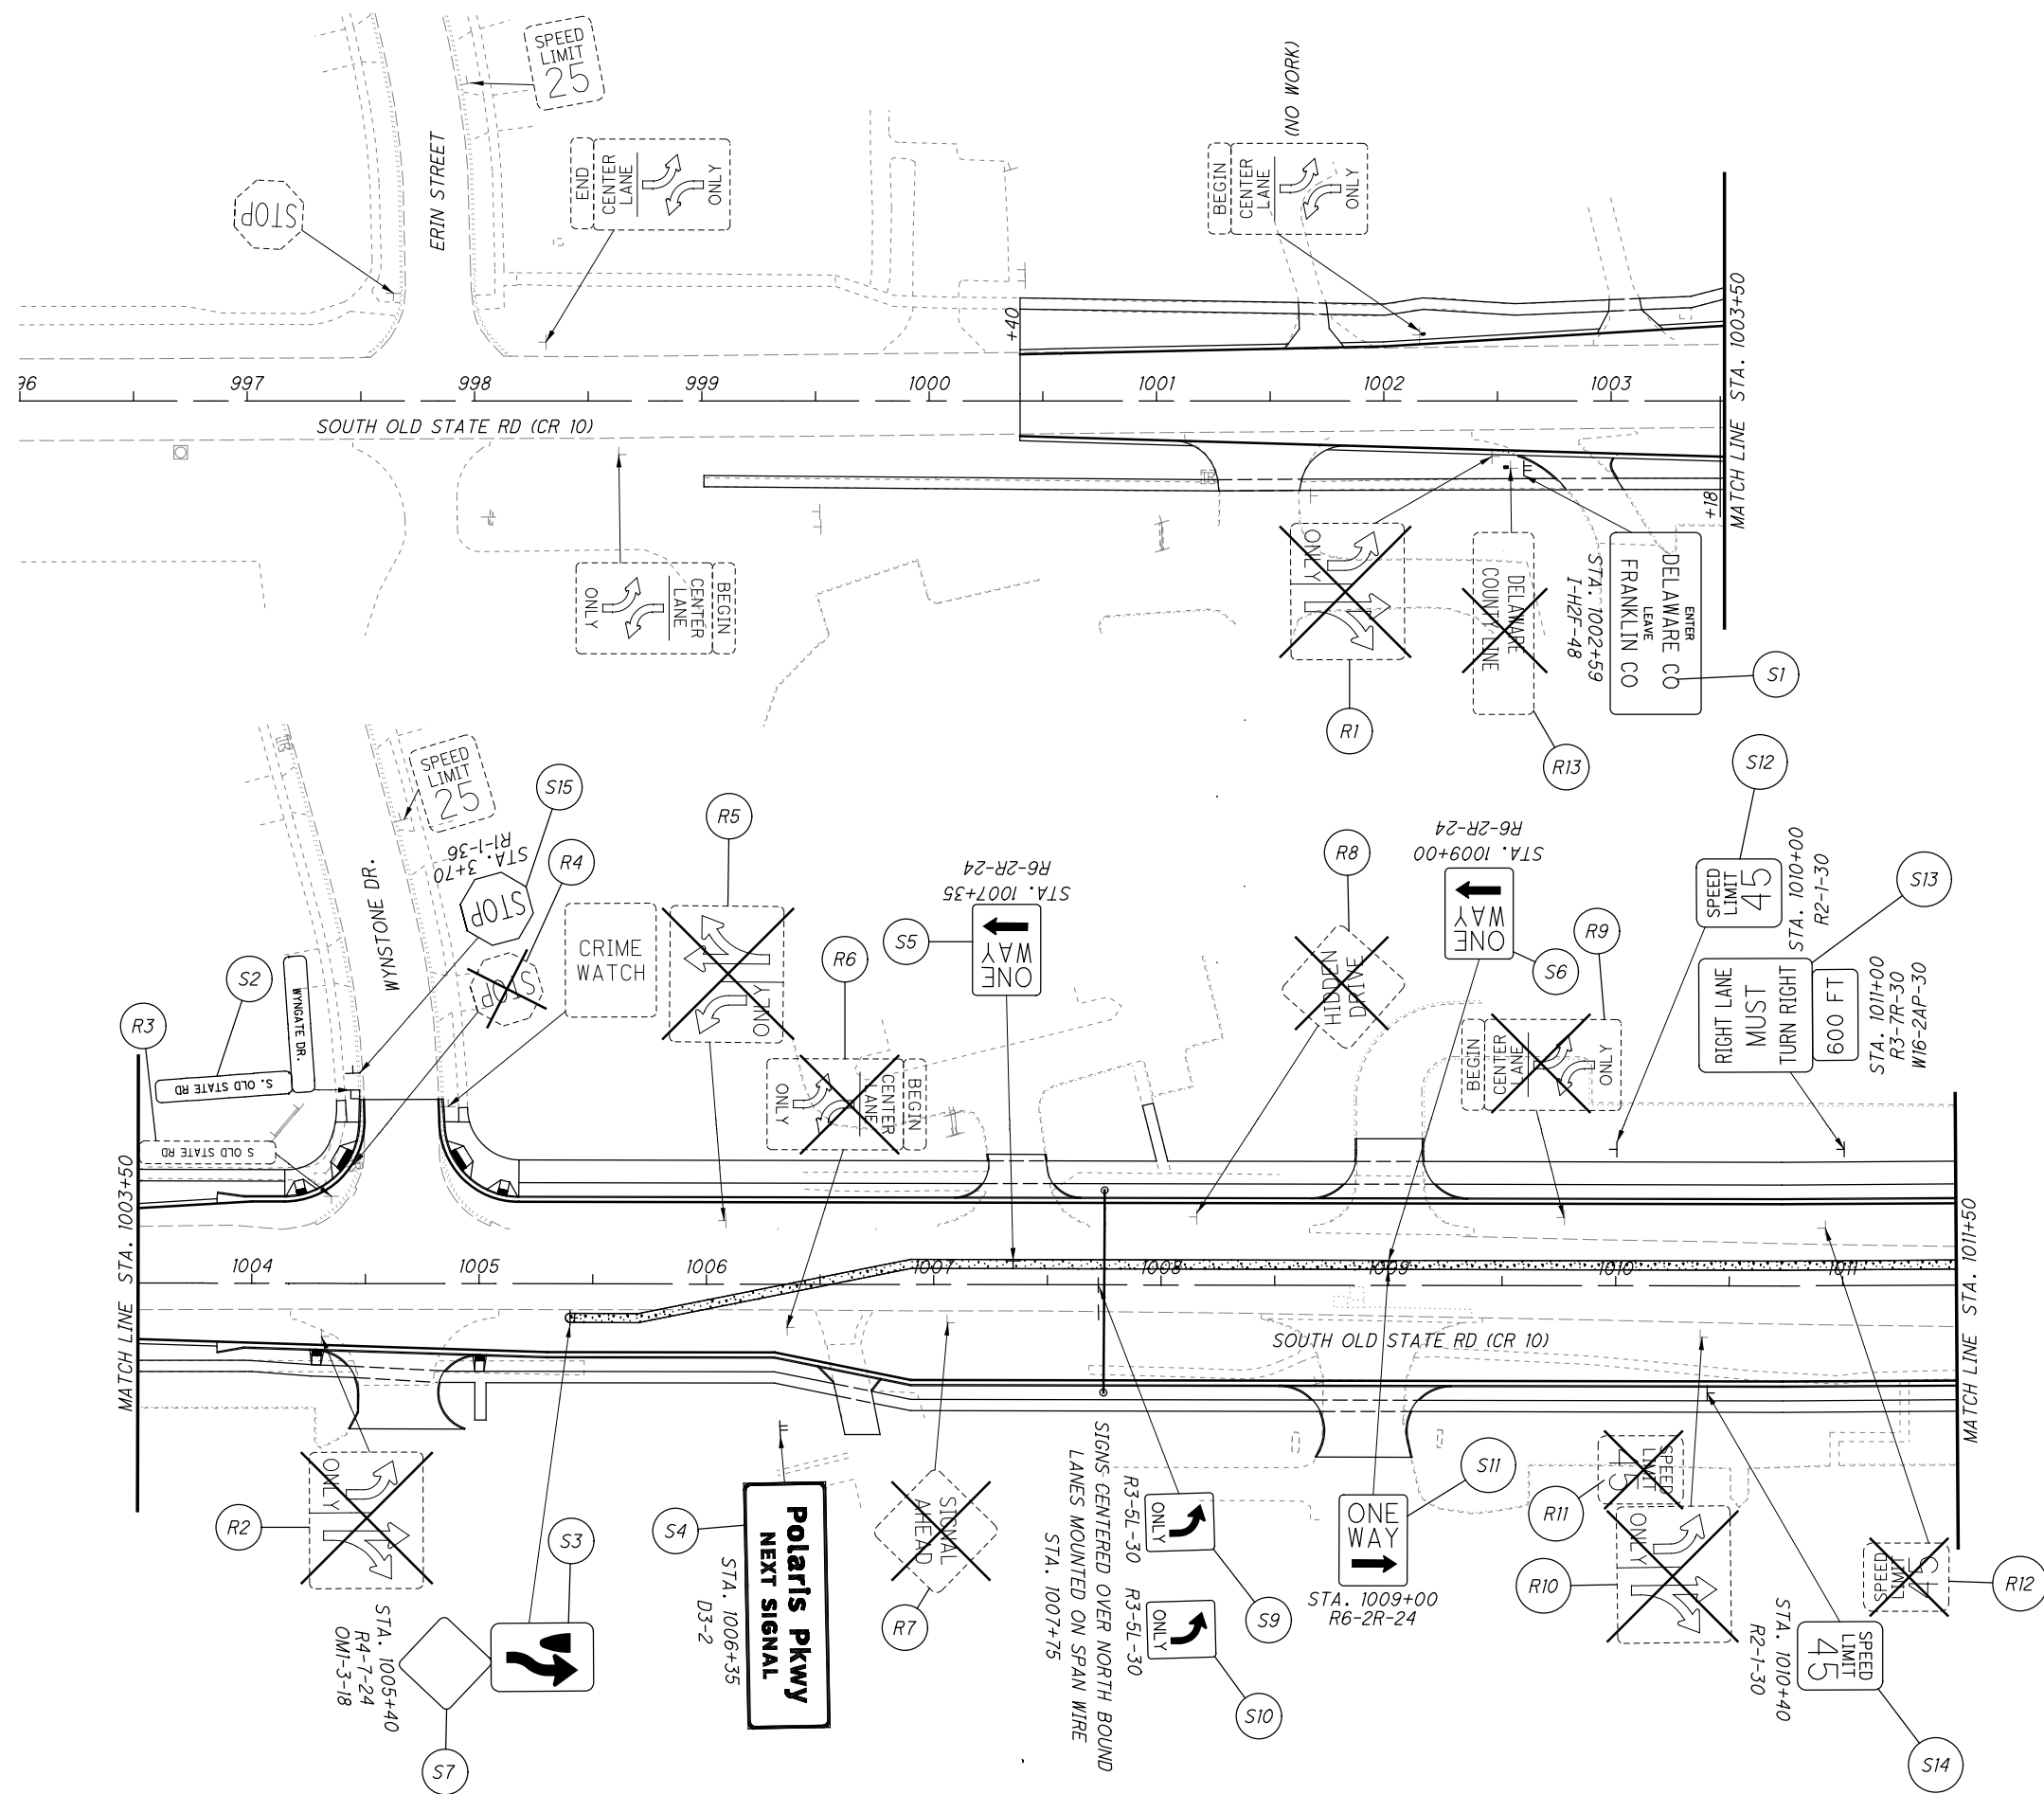 SPEED
LIMIT
25
ERIN STREET
STOP
END
CENTER
LANE
ONLY
(NO WORK)
BEGIN
CENTER
LANE
ONLY
+40
96
997
998
999
1000
1001
1002
1003
SOUTH OLD STATE RD (CR 10)
MATCH LINE STA. 1003+50
+18
TR
BEGIN
CENTER
LANE
ONLY
ONLY
R1
DELAWARE
COUNTY LINE
R13
ENTER
DELAWARE CO
LEAVE
FRANKLIN CO
STA. 1002+59
I-H2F-48
S1
TR
SPEED
LIMIT
25
WYNSTONE DR.
STA. 3+70
R1-1-36
STOP
S15
STOP
R4
CRIME
WATCH
R5
ONLY
R6
BEGIN
CENTER
LANE
ONLY
S5
STA. 1007+35
R6-2R-24
ONE
WAY
R8
HIDDEN
DRIVE
STA. 1009+00
R6-2R-24
ONE
WAY
S6
R9
BEGIN
CENTER
LANE
ONLY
S12
SPEED
LIMIT
45
STA. 1010+00
R2-1-30
S13
RIGHT LANE
MUST
TURN RIGHT
600 FT
STA. 1011+00
R3-7R-30
W16-2AP-30
S2
WYNGATE DR.
S. OLD STATE RD
R3
S OLD STATE RD
MATCH LINE STA. 1003+50
1004
1005
1006
1007
1008
1009
1010
1011
SOUTH OLD STATE RD (CR 10)
MATCH LINE STA. 1011+50
R2
ONLY
S3
STA. 1005+40
R4-7-24
OM1-3-18
S7
S4
Polaris Pkwy
NEXT SIGNAL
STA. 1006+35
D3-2
SIGNAL
AHEAD
R7
R3-5L-30 R3-5L-30
SIGNS CENTERED OVER NORTH BOUND
LANES MOUNTED ON SPAN WIRE
STA. 1007+75
ONLY
S9
ONLY
S10
ONE
WAY
STA. 1009+00
R6-2R-24
S11
SPEED
LIMIT
45
R11
ONLY
R10
SPEED
LIMIT
45
R12
SPEED
LIMIT
45
STA. 1010+40
R2-1-30
S14